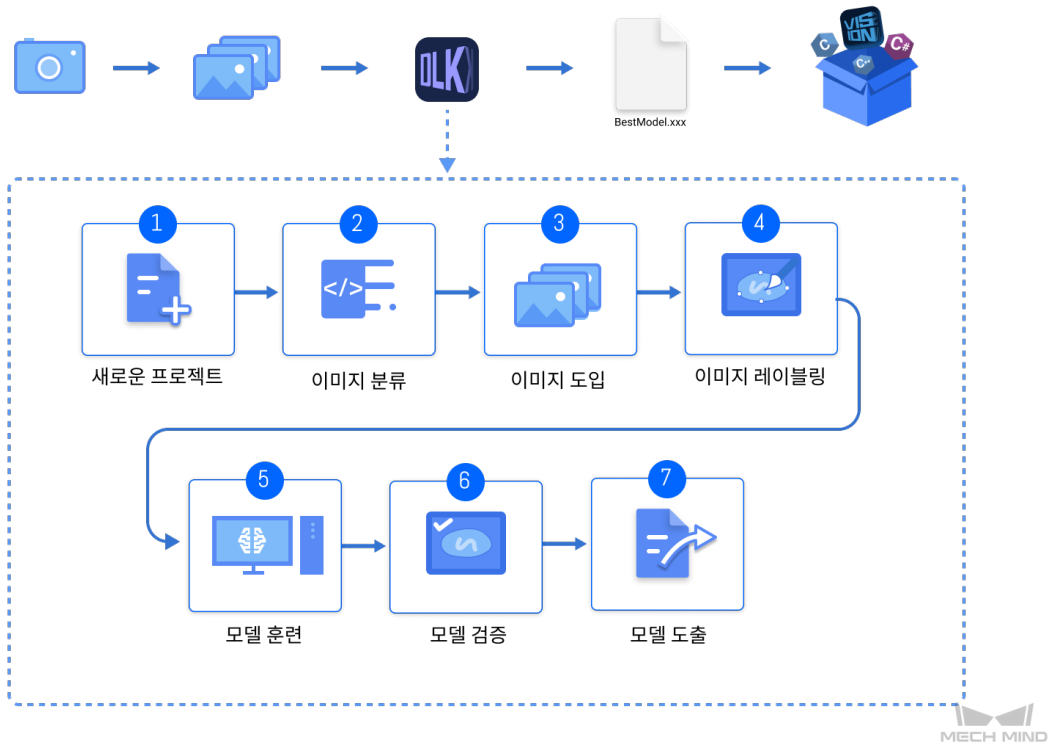 DLK
BestModel.xxx
VISION
C
C#
C++
1
2
3
4
</>
새로운 프로젝트
이미지 분류
이미지 도입
이미지 레이블링
5
6
7
모델 훈련
모델 검증
모델 도출
MECH MIND